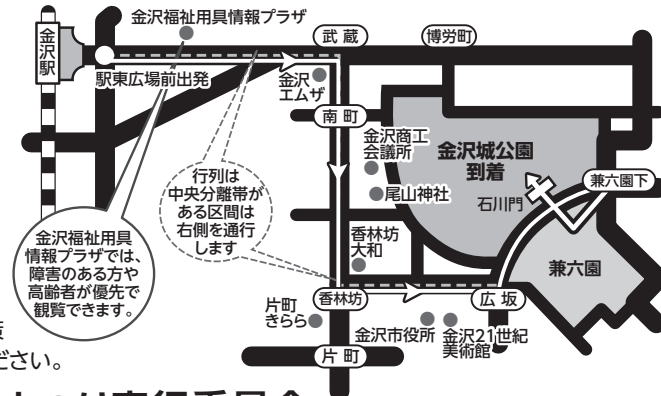 金沢福祉用具情報プラザ
金沢駅
武蔵
博労町
駅東広場前出発
金沢
エムザ
南町
金沢商工
会議所
金沢城公園
到着
兼六園下
行列は
中央分離帯が
ある区間は
右側を通行
します
尾山神社
石川門
金沢福祉用具
情報プラザでは、
障害のある方や
高齢者が優先で
観覧できます。
香林坊
大和
兼六園
香林坊
広坂
片町
きらら
金沢市役所
金沢21世紀
美術館
片町
ださい。